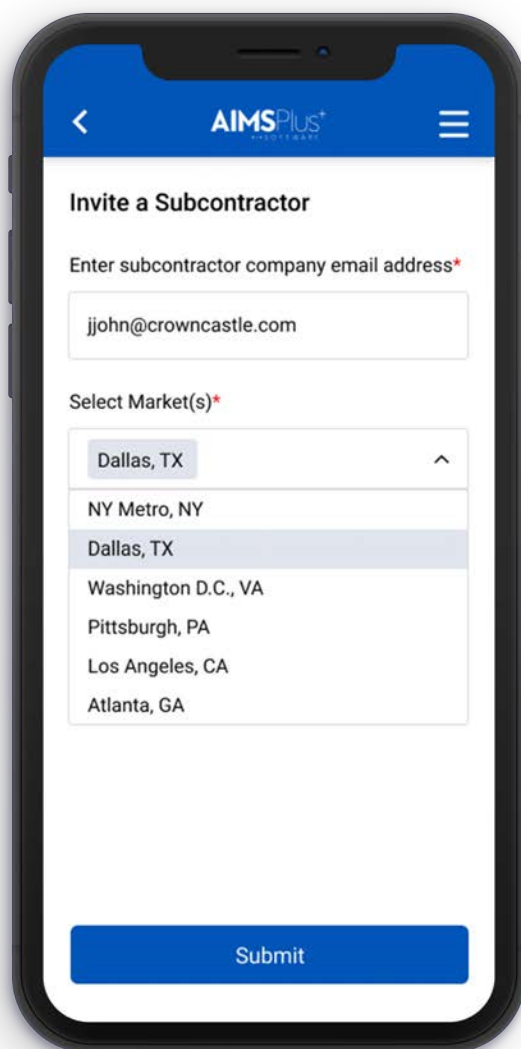 AIMSPlus+
SOFTWARE
Invite a Subcontractor
Enter subcontractor company email address*
jjohn@crowncastle.com
Select Market(s)*
Dallas, TX
NY Metro, NY
Dallas, TX
Washington D.C., VA
Pittsburgh, PA
Los Angeles, CA
Atlanta, GA
Submit